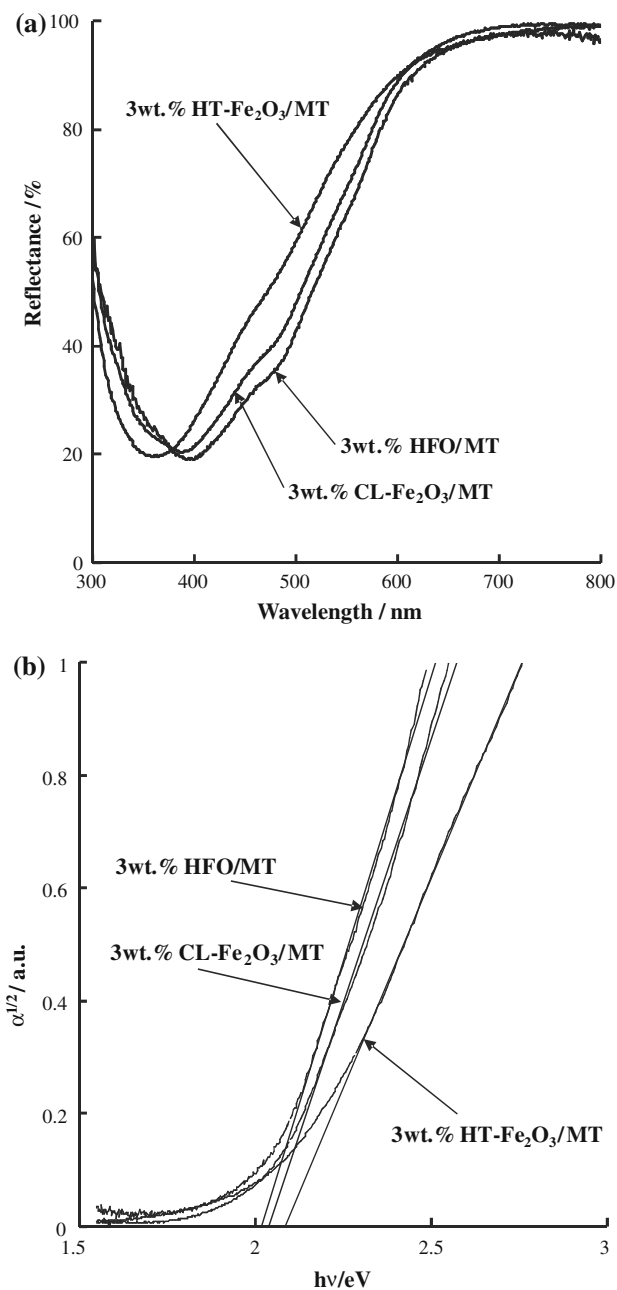 (a)
100
80
60
40
20
0
Reflectance /%
3wt.% HT-Fe₂O₃/MT
3wt.% HFO/MT
3wt.% CL-Fe₂O₃/MT
300 400 500 600 700 800
Wavelength / nm
(b)
1
0.8
0.6
0.4
0.2
0
α¹/² / a.u.
3wt.% HFO/MT
3wt.% CL-Fe₂O₃/MT
3wt.% HT-Fe₂O₃/MT
1.5 2 2.5 3
hν/eV